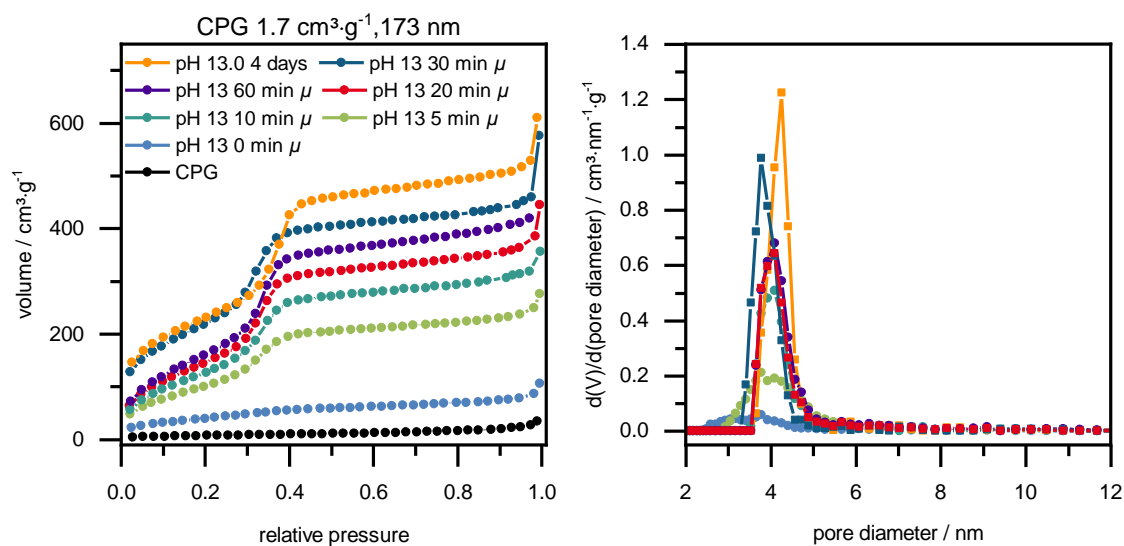 CPG 1.7 cm³·g⁻¹,173 nm
pH 13.0 4 days
pH 13 30 min µ
pH 13 60 min µ
pH 13 20 min µ
pH 13 10 min µ
pH 13 5 min µ
pH 13 0 min µ
CPG
volume / cm³·g⁻¹
600
400
200
0
0.0 0.2 0.4 0.6 0.8 1.0
relative pressure
d(V)/d(pore diameter) / cm³·nm⁻¹·g⁻¹
1.4
1.2
1.0
0.8
0.6
0.4
0.2
0.0
2 4 6 8 10 12
pore diameter / nm